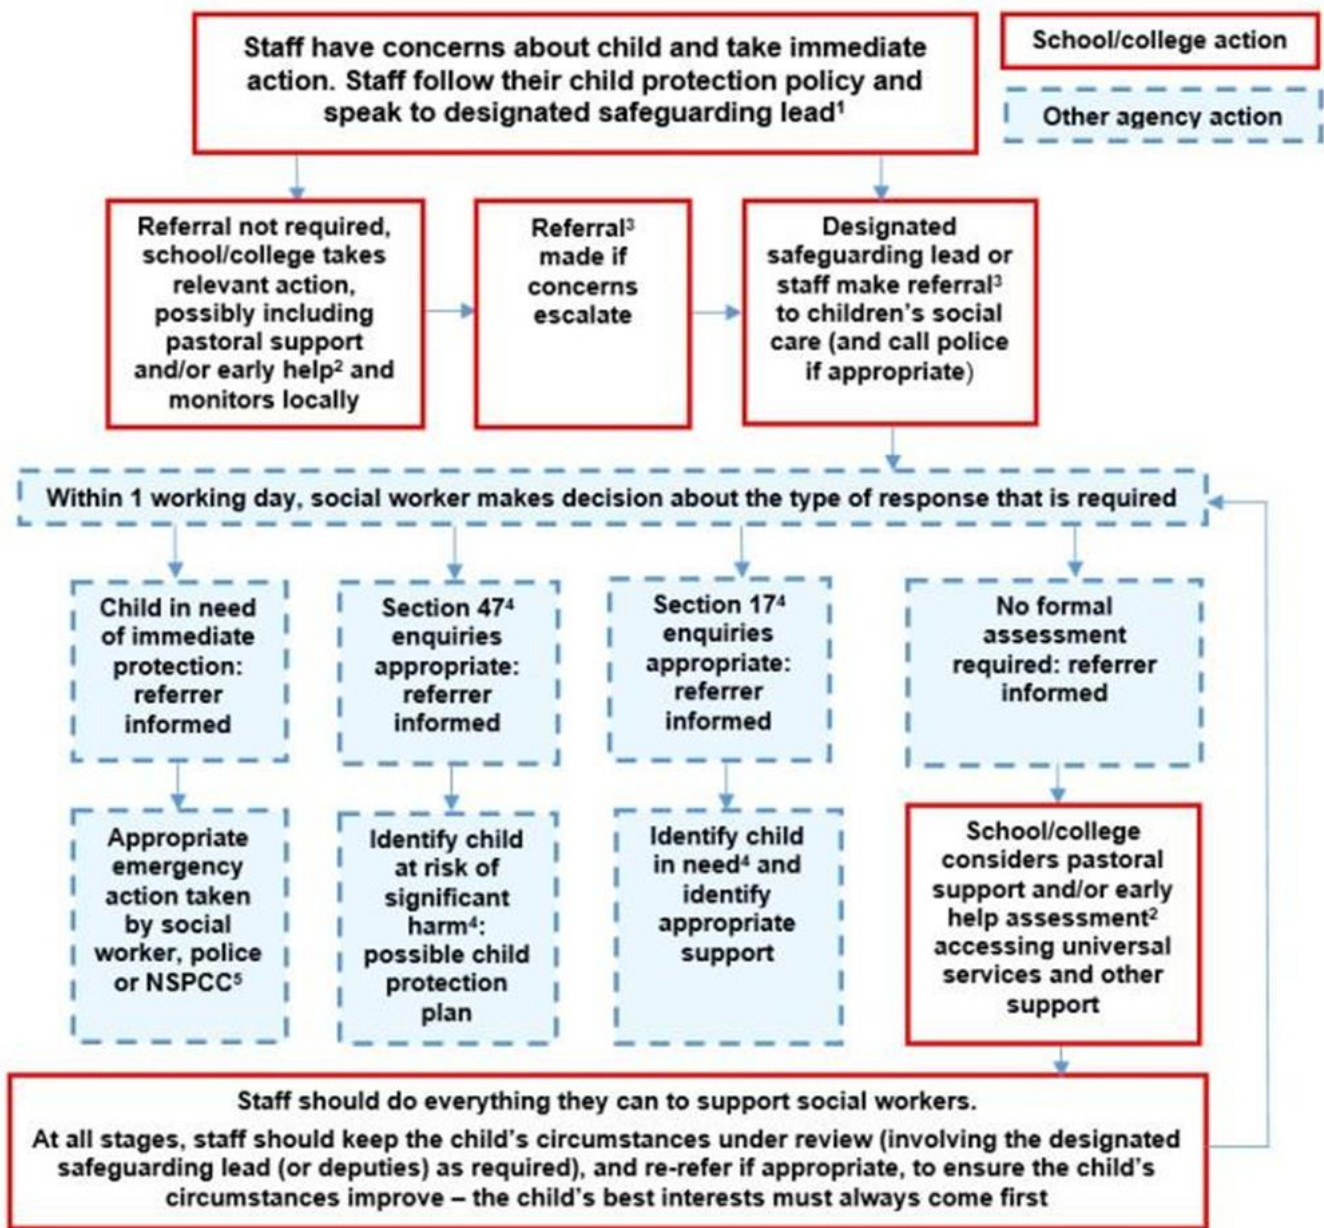 Staff have concerns about child and take immediate
action. Staff follow their child protection policy and
speak to designated safeguarding lead¹
School/college action
Other agency action
Referral not required,
school/college takes
relevant action,
possibly including
pastoral support
and/or early help² and
monitors locally
Referral³
made if
concerns
escalate
Designated
safeguarding lead or
staff make referral³
to children's social
care (and call police
if appropriate)
Within 1 working day, social worker makes decision about the type of response that is required
Child in need
of immediate
protection:
referrer
informed
Section 47⁴
enquiries
appropriate:
referrer
informed
Section 17⁴
enquiries
appropriate:
referrer
informed
No formal
assessment
required: referrer
informed
Appropriate
emergency
action taken
by social
worker, police
or NSPCC⁵
Identify child
at risk of
significant
harm⁴:
possible child
protection
plan
Identify child
in need⁴ and
identify
appropriate
support
School/college
considers pastoral
support and/or early
help assessment²
accessing universal
services and other
support
Staff should do everything they can to support social workers.
At all stages, staff should keep the child's circumstances under review (involving the designated
safeguarding lead (or deputies) as required), and re-refer if appropriate, to ensure the child's
circumstances improve – the child's best interests must always come first